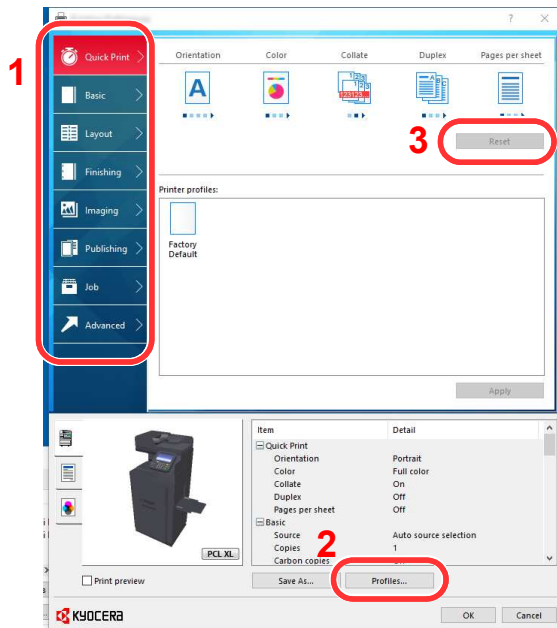 ? X
1
Quick Print
Basic
Layout
Finishing
Imaging
Publishing
Job
Advanced
Orientation Color Collate Duplex Pages per sheet
A
123
123123
ABC
3
Reset
Printer profiles:
Factory
Default
Apply
Item Detail
Quick Print
Orientation Portrait
Color Full color
Collate On
Duplex Off
Pages per sheet Off
Basic
Source Auto source selection
Copies 1
Carbon copies
2
PCL XL
Print preview
Save As... Profiles...
KYOCERA
OK Cancel